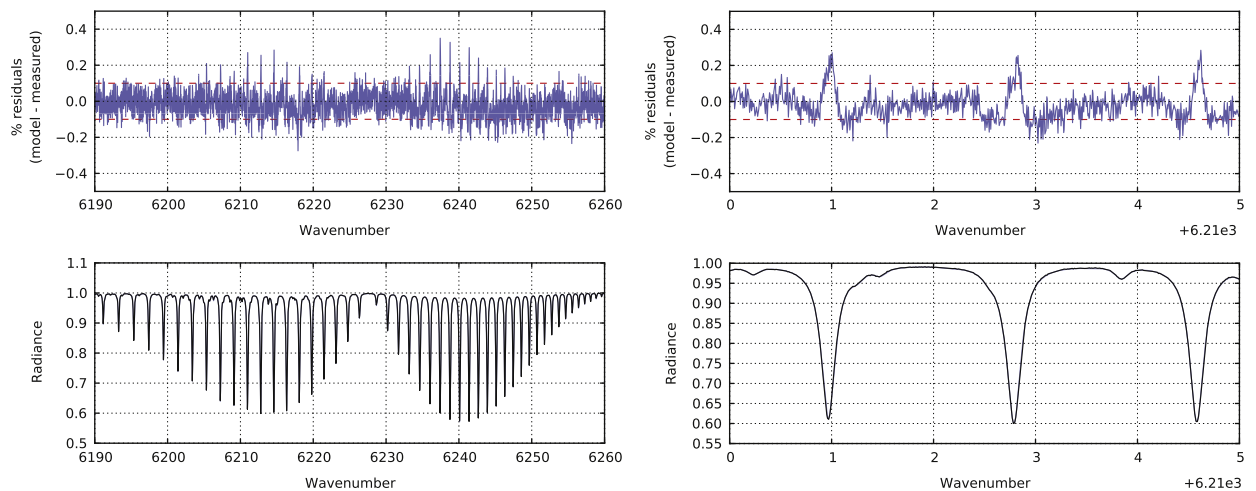 % residuals
(model - measured)
0.4
0.2
0.0
−0.2
−0.4
6190 6200 6210 6220 6230 6240 6250 6260
Wavenumber
% residuals
(model - measured)
0.4
0.2
0.0
−0.2
−0.4
0 1 2 3 4 5
Wavenumber
+6.21e3
Radiance
1.1
1.0
0.9
0.8
0.7
0.6
0.5
6190 6200 6210 6220 6230 6240 6250 6260
Wavenumber
Radiance
1.00
0.95
0.90
0.85
0.80
0.75
0.70
0.65
0.60
0.55
0 1 2 3 4 5
Wavenumber
+6.21e3